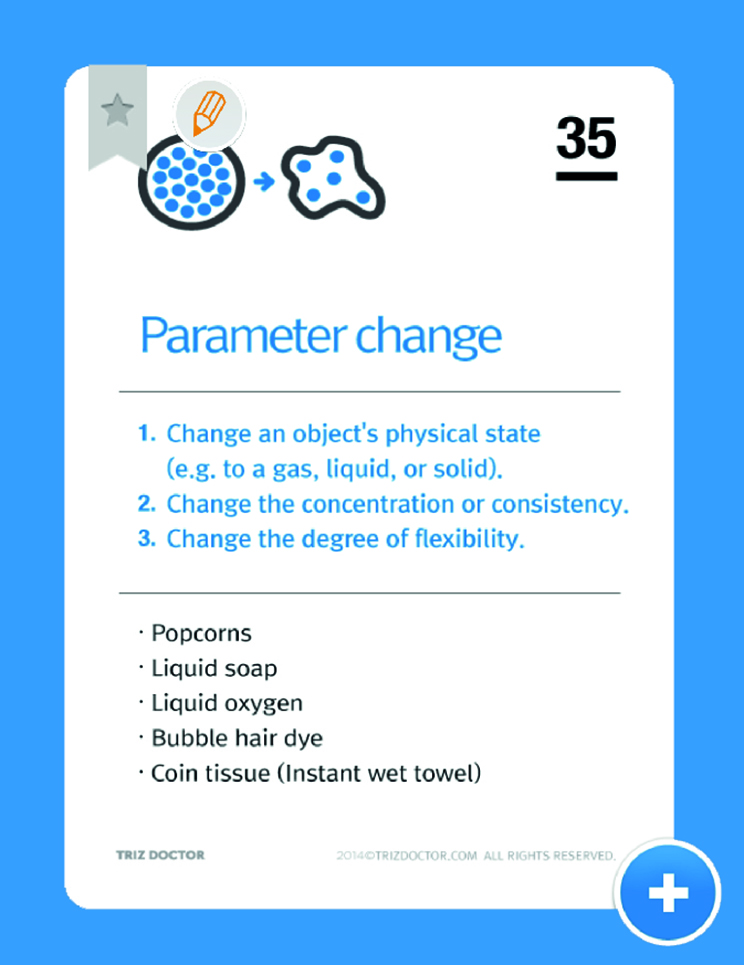 35
Parameter change
1. Change an object's physical state
(e.g. to a gas, liquid, or solid).
2. Change the concentration or consistency.
3. Change the degree of flexibility.
· Popcorns
· Liquid soap
· Liquid oxygen
· Bubble hair dye
· Coin tissue (Instant wet towel)
TRIZ DOCTOR 2014©TRIZDOCTOR.COM ALL RIGHTS RESERVED.